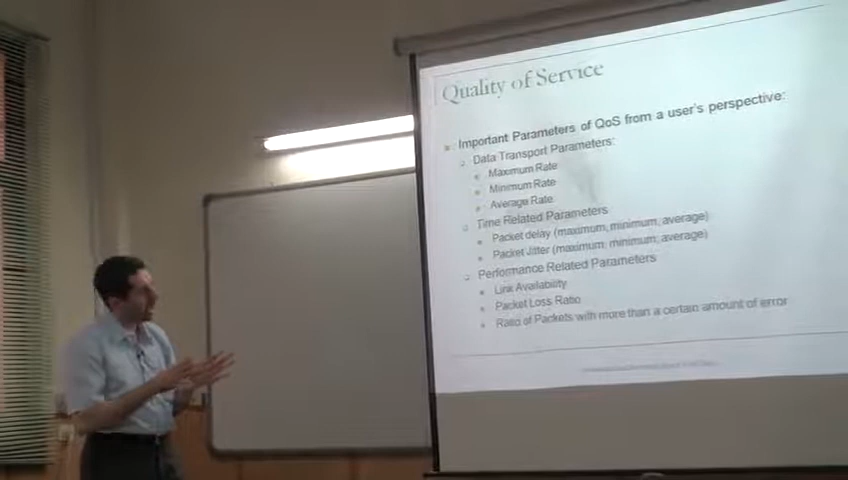 Quality of Service
Important Parameters of QoS from a user's perspective:
Data Transport Parameters:
Maximum Rate
Minimum Rate
Average Rate
Time Related Parameters
Packet delay (maximum, minimum, average)
Packet Jitter (maximum, minimum, average)
Performance Related Parameters
Link Availability
Packet Loss Ratio
Ratio of Packets with more than a certain amount of error